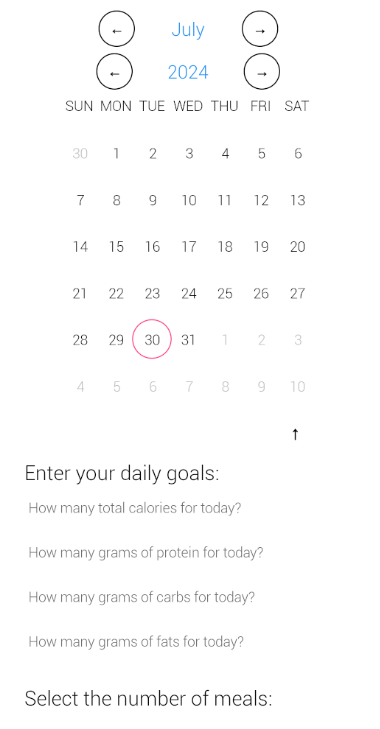 ← July →
← 2024 →
SUN MON TUE WED THU FRI SAT
30 1 2 3 4 5 6
7 8 9 10 11 12 13
14 15 16 17 18 19 20
21 22 23 24 25 26 27
28 29 30 31 1 2 3
4 5 6 7 8 9 10
↑
Enter your daily goals:
How many total calories for today?
How many grams of protein for today?
How many grams of carbs for today?
How many grams of fats for today?
Select the number of meals: